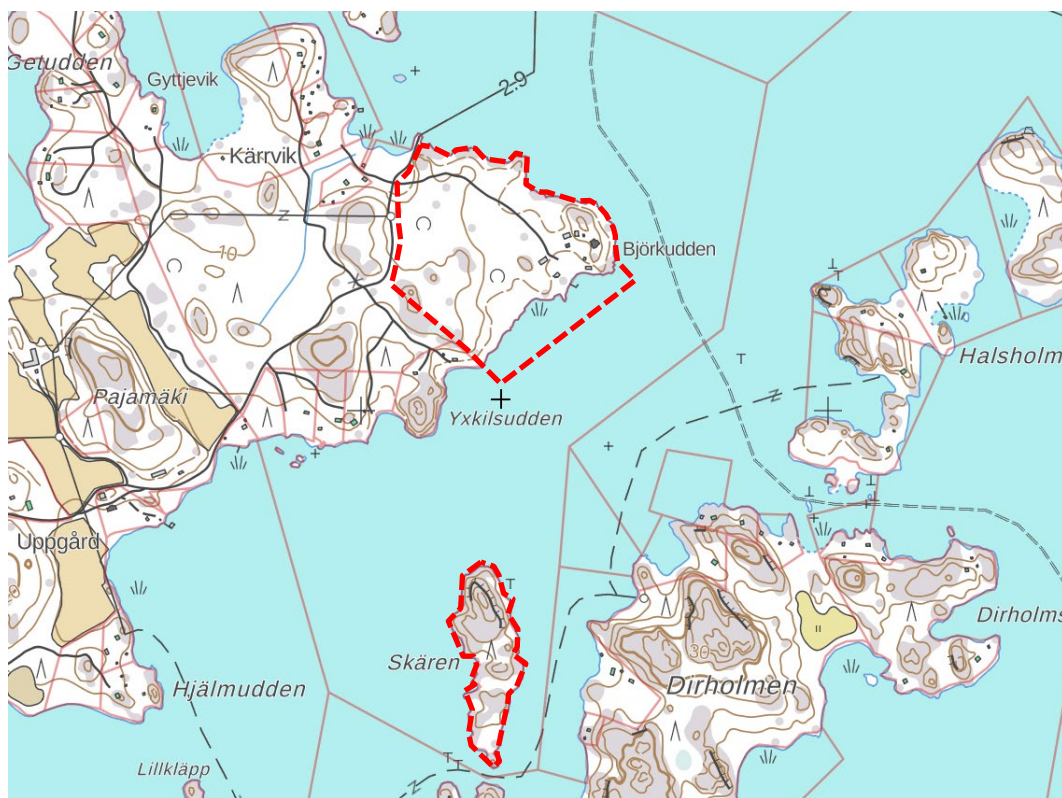 Getudden
Gyttjevik
2:9
Kärrvik
10
Björkudden
Halsholm
Pajamäki
Yxkilsudden
Uppgård
Skären
30
Dirholmen
Dirholms
Hjälmudden
Lillkläpp